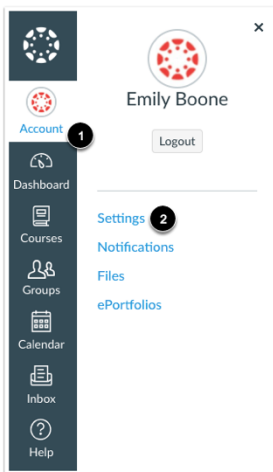 ×
Emily Boone
Logout
Account
1
Dashboard
Courses
Groups
Calendar
Inbox
Help
Settings 2
Notifications
Files
ePortfolios